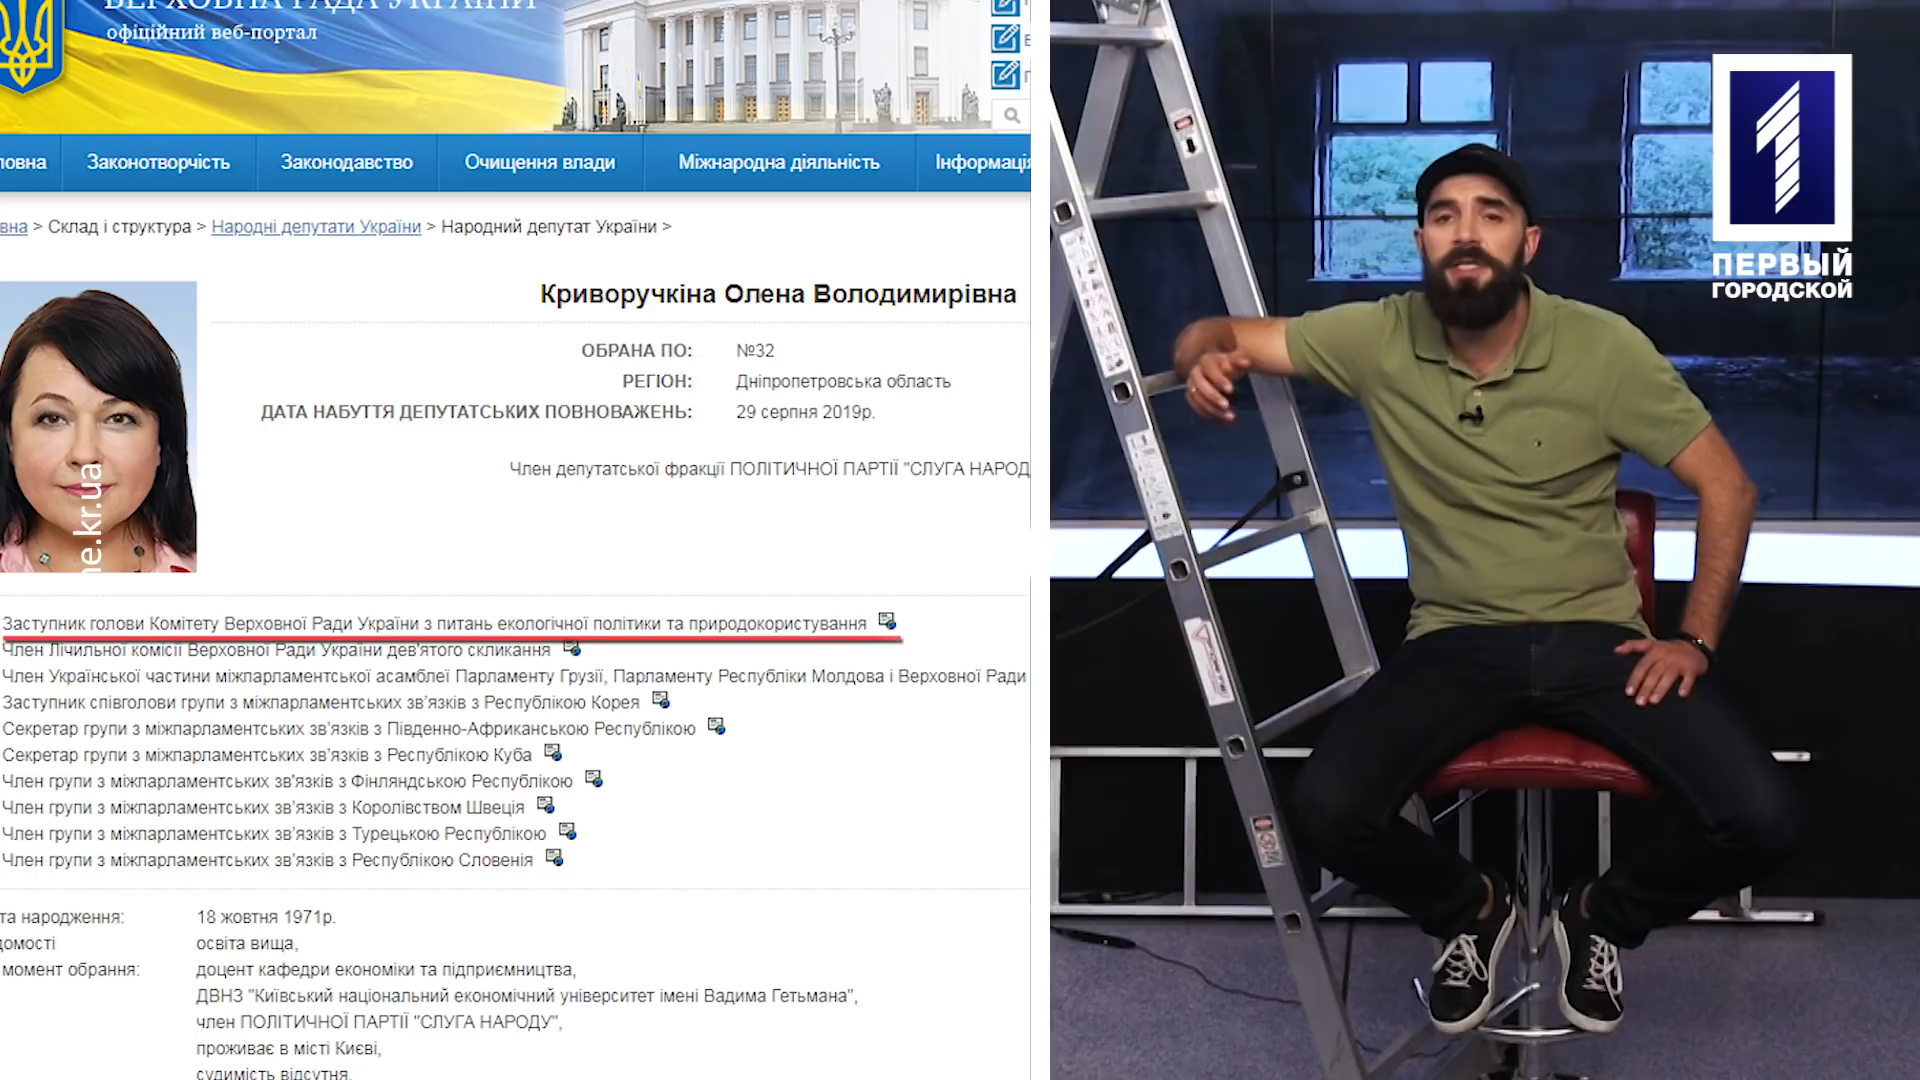 ВЕРХОВНА РАДА УКРАЇНИ
офіційний веб-портал
Законотворчість
Законодавство
Очищення влади
Міжнародна діяльність
> Склад і структура > Народні депутати України > Народний депутат України >
Криворучкіна Олена Володимирівна
ОБРАНА ПО: №32
РЕГІОН: Дніпропетровська область
ДАТА НАБУТТЯ ДЕПУТАТСЬКИХ ПОВНОВАЖЕНЬ: 29 серпня 2019р.
Член депутатської фракції ПОЛІТИЧНОЇ ПАРТІЇ "СЛУГА НАРОД
ne.kr.ua
Заступник голови Комітету Верховної Ради України з питань екологічної політики та природокористування
Член Лічильної комісії Верховної Ради України дев'ятого скликання
Член Української частини міжпарламентської асамблеї Парламенту Грузії, Парламенту Республіки Молдова і Верховної Ради
Заступник співголови групи з міжпарламентських зв'язків з Республікою Корея
Секретар групи з міжпарламентських зв'язків з Південно-Африканською Республікою
Секретар групи з міжпарламентських зв'язків з Республікою Куба
Член групи з міжпарламентських зв'язків з Фінляндською Республікою
Член групи з міжпарламентських зв'язків з Королівством Швеція
Член групи з міжпарламентських зв'язків з Турецькою Республікою
Член групи з міжпарламентських зв'язків з Республікою Словенія
та народження: 18 жовтня 1971р.
домості освіта вища,
момент обрання: доцент кафедри економіки та підприємництва,
ДВНЗ "Київський національний економічний університет імені Вадима Гетьмана",
член ПОЛІТИЧНОЇ ПАРТІЇ "СЛУГА НАРОДУ",
проживає в місті Києві,
судимість відсутня.
1
ПЕРВЫЙ
ГОРОДСКОЙ